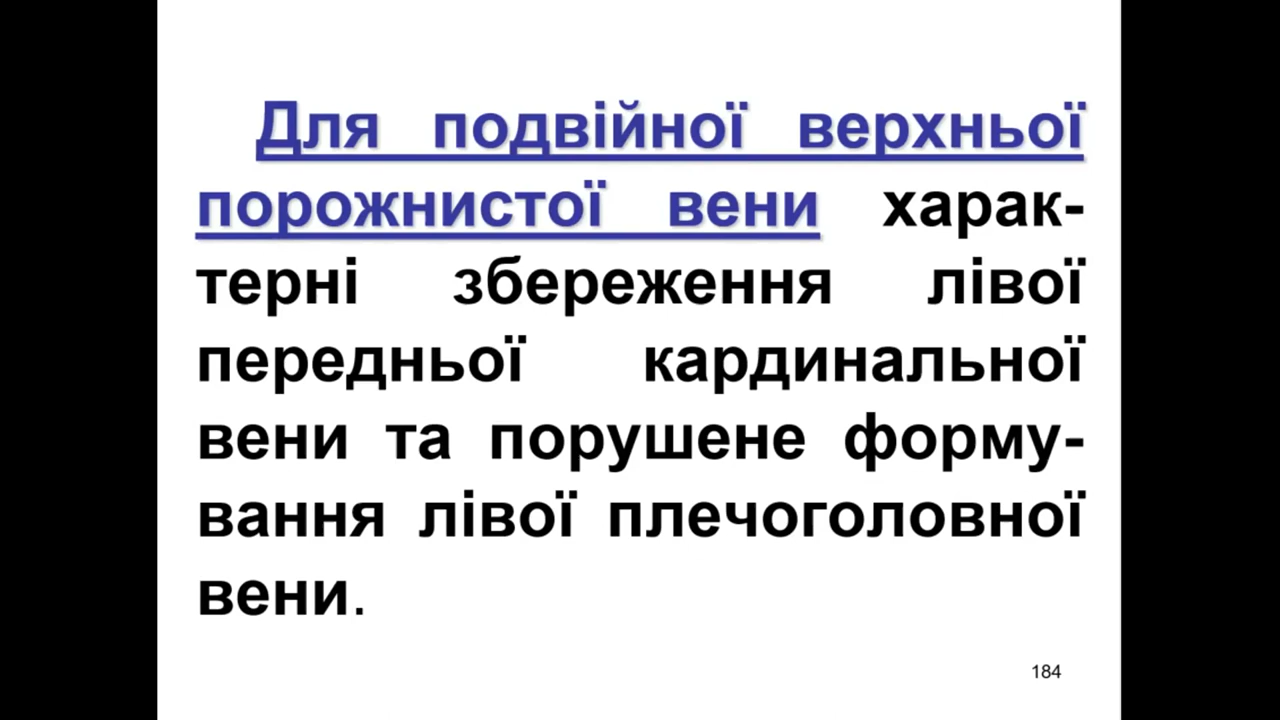 Для подвійної верхньої
порожнистої вени харак-
терні збереження лівої
передньої кардинальної
вени та порушене форму-
вання лівої плечоголовної
вени.
184